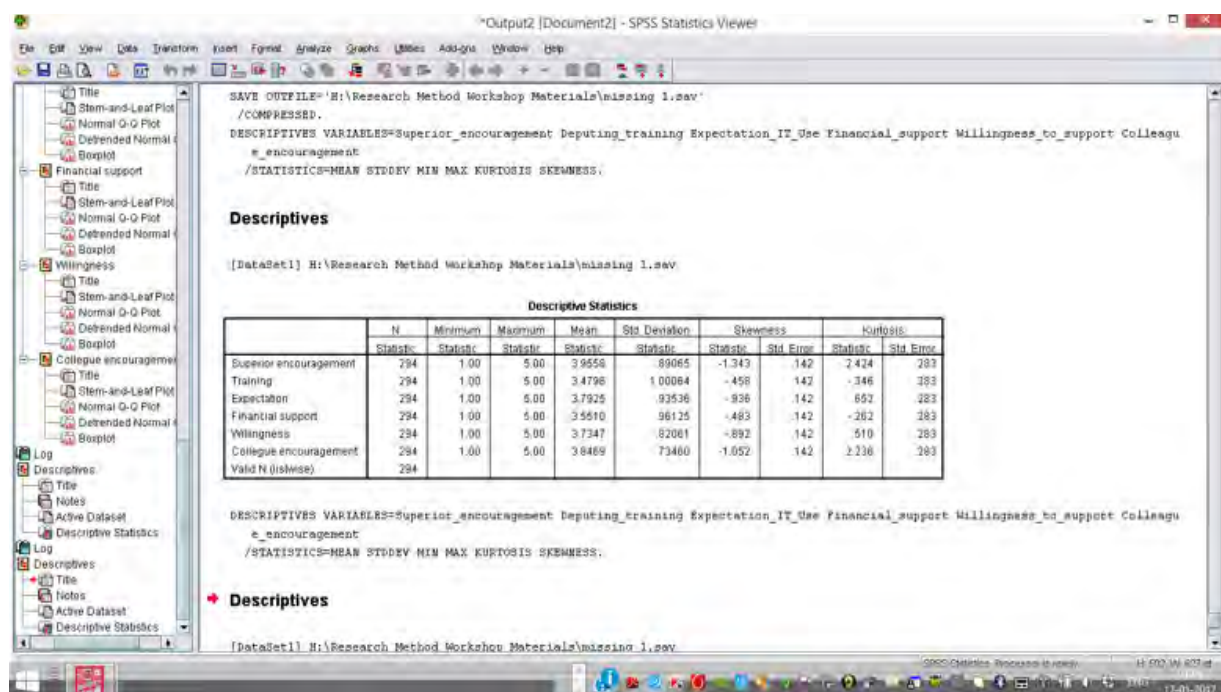 *Output2 [Document2] - SPSS Statistics Viewer
File Edit View Data Transform Insert Format Analyze Graphs Utilities Add-ons Window Help
Title
Stem-and-Leaf Plot
Normal Q-Q Plot
Detrended Normal
Boxplot
Financial support
Title
Stem-and-Leaf Plot
Normal Q-Q Plot
Detrended Normal
Boxplot
Willingness
Title
Stem-and-Leaf Plot
Normal Q-Q Plot
Detrended Normal
Boxplot
Collegue encouragemen
Title
Stem-and-Leaf Plot
Normal Q-Q Plot
Detrended Normal
Boxplot
Log
Descriptives
Title
Notes
Active Dataset
Descriptive Statistics
Log
Descriptives
Title
Notes
Active Dataset
Descriptive Statistics
SAVE OUTFILE='H:\Research Method Workshop Materials\missing 1.sav'
/COMPRESSED.
DESCRIPTIVES VARIABLES=Superior_encouragement Deputing_training Expectation_IT_Use Financial_support Willingness_to_support Colleagu
e_encouragement
/STATISTICS=MEAN STDDEV MIN MAX KURTOSIS SKEWNESS.
Descriptives
[DataSet1] H:\Research Method Workshop Materials\missing 1.sav
Descriptive Statistics
N Minimum Maximum Mean Std. Deviation Skewness Kurtosis
Statistic Statistic Statistic Statistic Statistic Statistic Std. Error Statistic Std. Error
Superior encouragement 294 1.00 5.00 3.9558 .89065 -1.343 .142 2.424 .283
Training 294 1.00 5.00 3.4796 1.00064 -.458 .142 -.346 .283
Expectation 294 1.00 5.00 3.7925 .93536 -.936 .142 .652 .283
Financial support 294 1.00 5.00 3.5510 .96125 -.483 .142 -.262 .283
Willingness 294 1.00 5.00 3.7347 .82061 -.892 .142 .510 .283
Collegue encouragement 294 1.00 5.00 3.8469 .73460 -1.052 .142 2.236 .283
Valid N (listwise) 294
DESCRIPTIVES VARIABLES=Superior_encouragement Deputing_training Expectation_IT_Use Financial_support Willingness_to_support Colleagu
e_encouragement
/STATISTICS=MEAN STDDEV MIN MAX KURTOSIS SKEWNESS.
Descriptives
[DataSet1] H:\Research Method Workshop Materials\missing 1.sav
SPSS Statistics Processor is ready